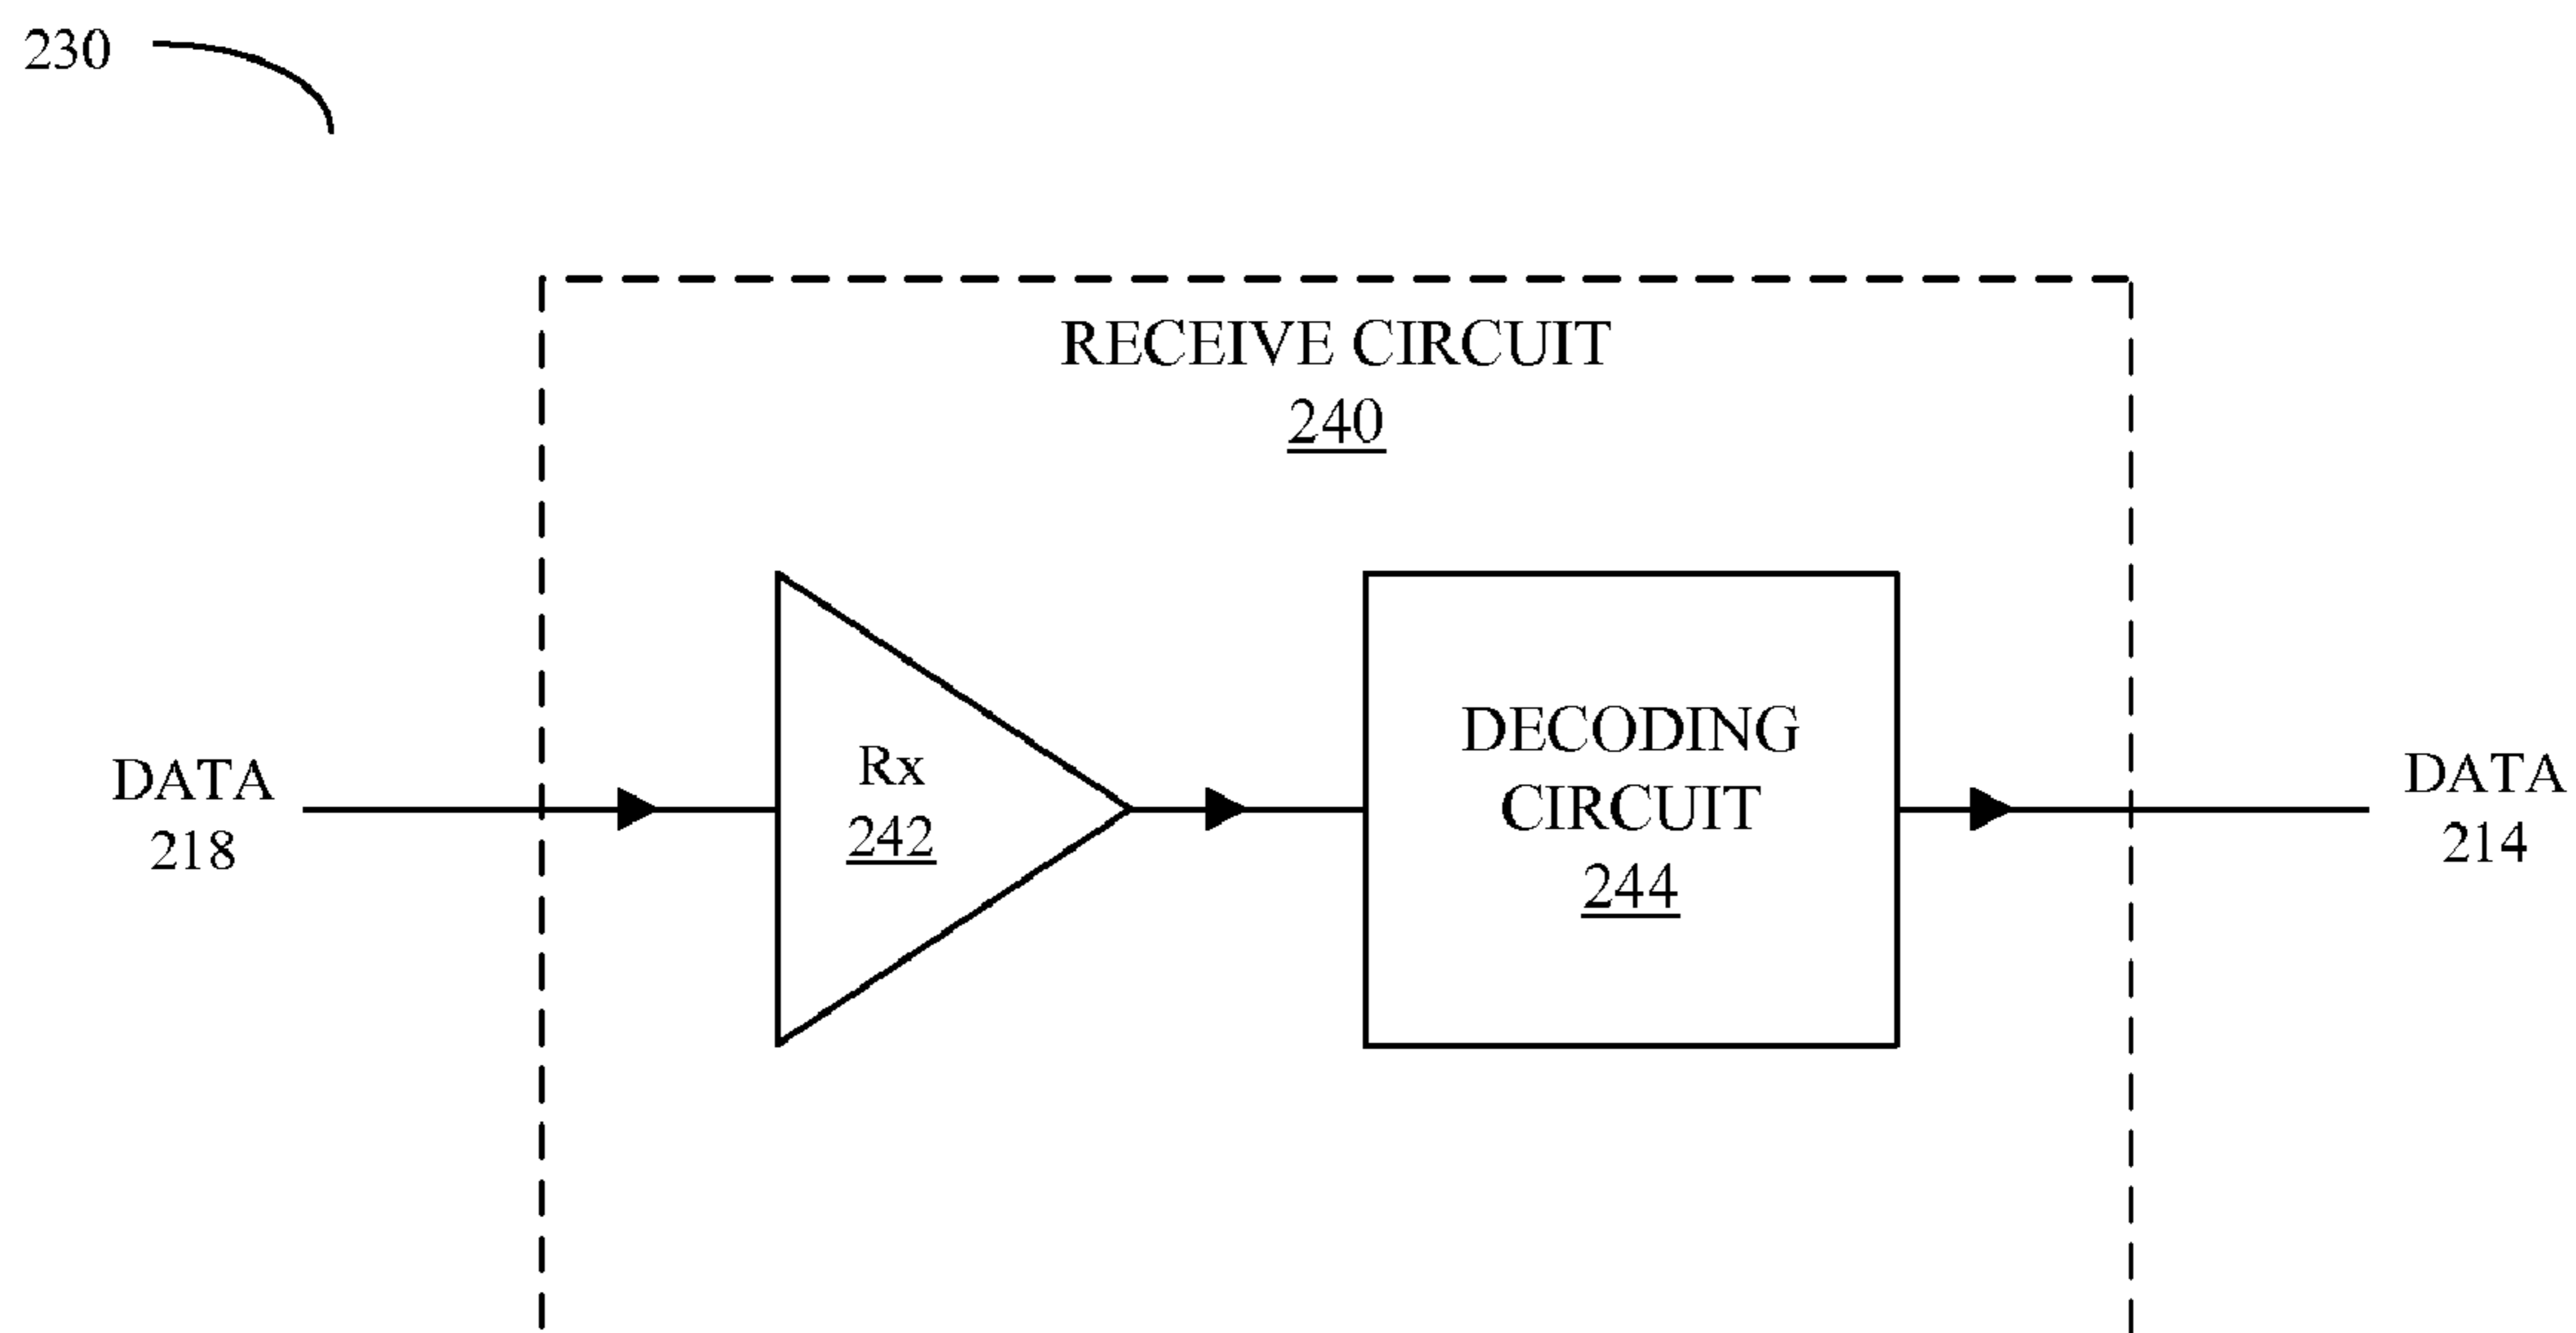 230
RECEIVE CIRCUIT
240
Rx
242
DECODING
CIRCUIT
244
DATA
218
DATA
214